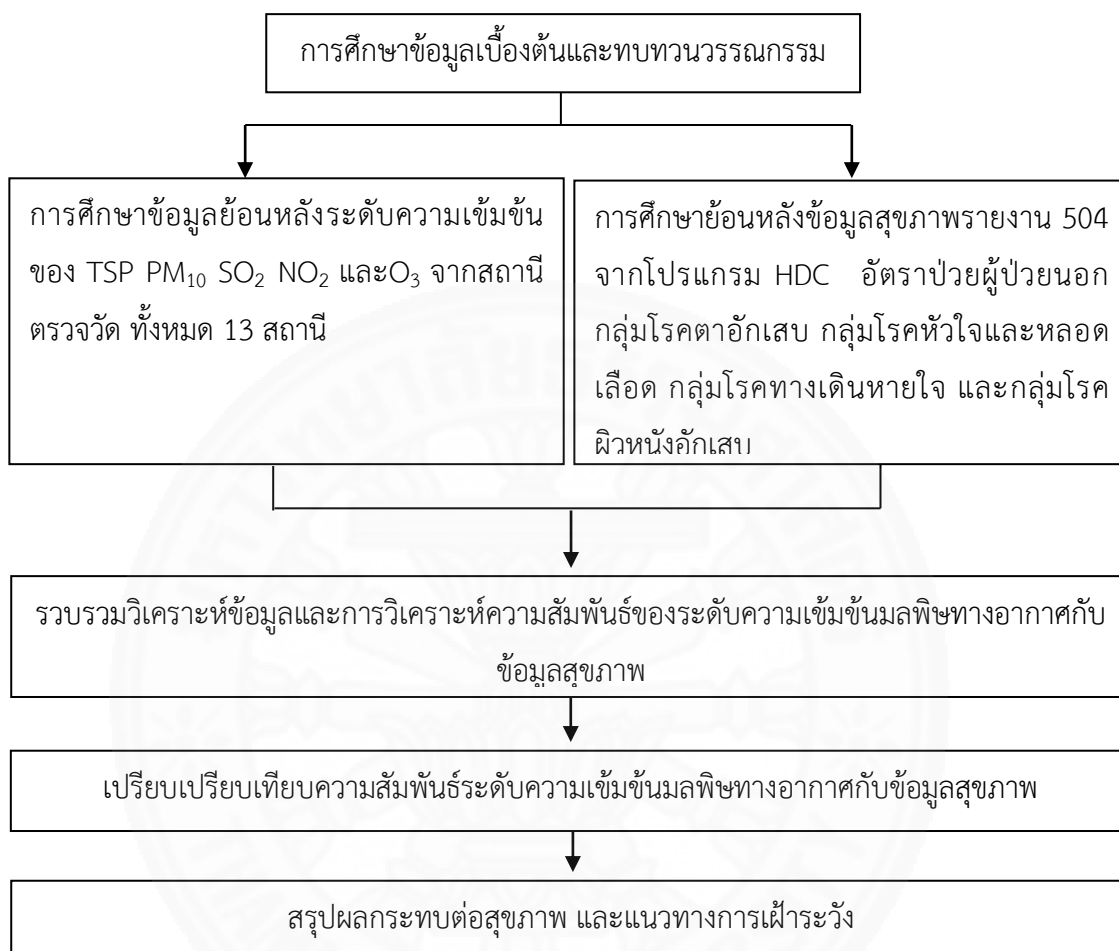 การศึกษาข้อมูลเบื้องต้นและทบทวนวรรณกรรม
การศึกษาข้อมูลย้อนหลังระดับความเข้มข้น
ของ TSP PM₁₀ SO₂ NO₂ และO₃ จากสถานี
ตรวจวัด ทั้งหมด 13 สถานี
การศึกษาย้อนหลังข้อมูลสุขภาพรายงาน 504
จากโปรแกรม HDC อัตราป่วยผู้ป่วยนอก
กลุ่มโรคตาอักเสบ กลุ่มโรคหัวใจและหลอด
เลือด กลุ่มโรคทางเดินหายใจ และกลุ่มโรค
ผิวหนังอักเสบ
รวบรวมวิเคราะห์ข้อมูลและการวิเคราะห์ความสัมพันธ์ของระดับความเข้มข้นมลพิษทางอากาศกับ
ข้อมูลสุขภาพ
เปรียบเปรียบเทียบความสัมพันธ์ระดับความเข้มข้นมลพิษทางอากาศกับข้อมูลสุขภาพ
สรุปผลกระทบต่อสุขภาพ และแนวทางการเฝ้าระวัง